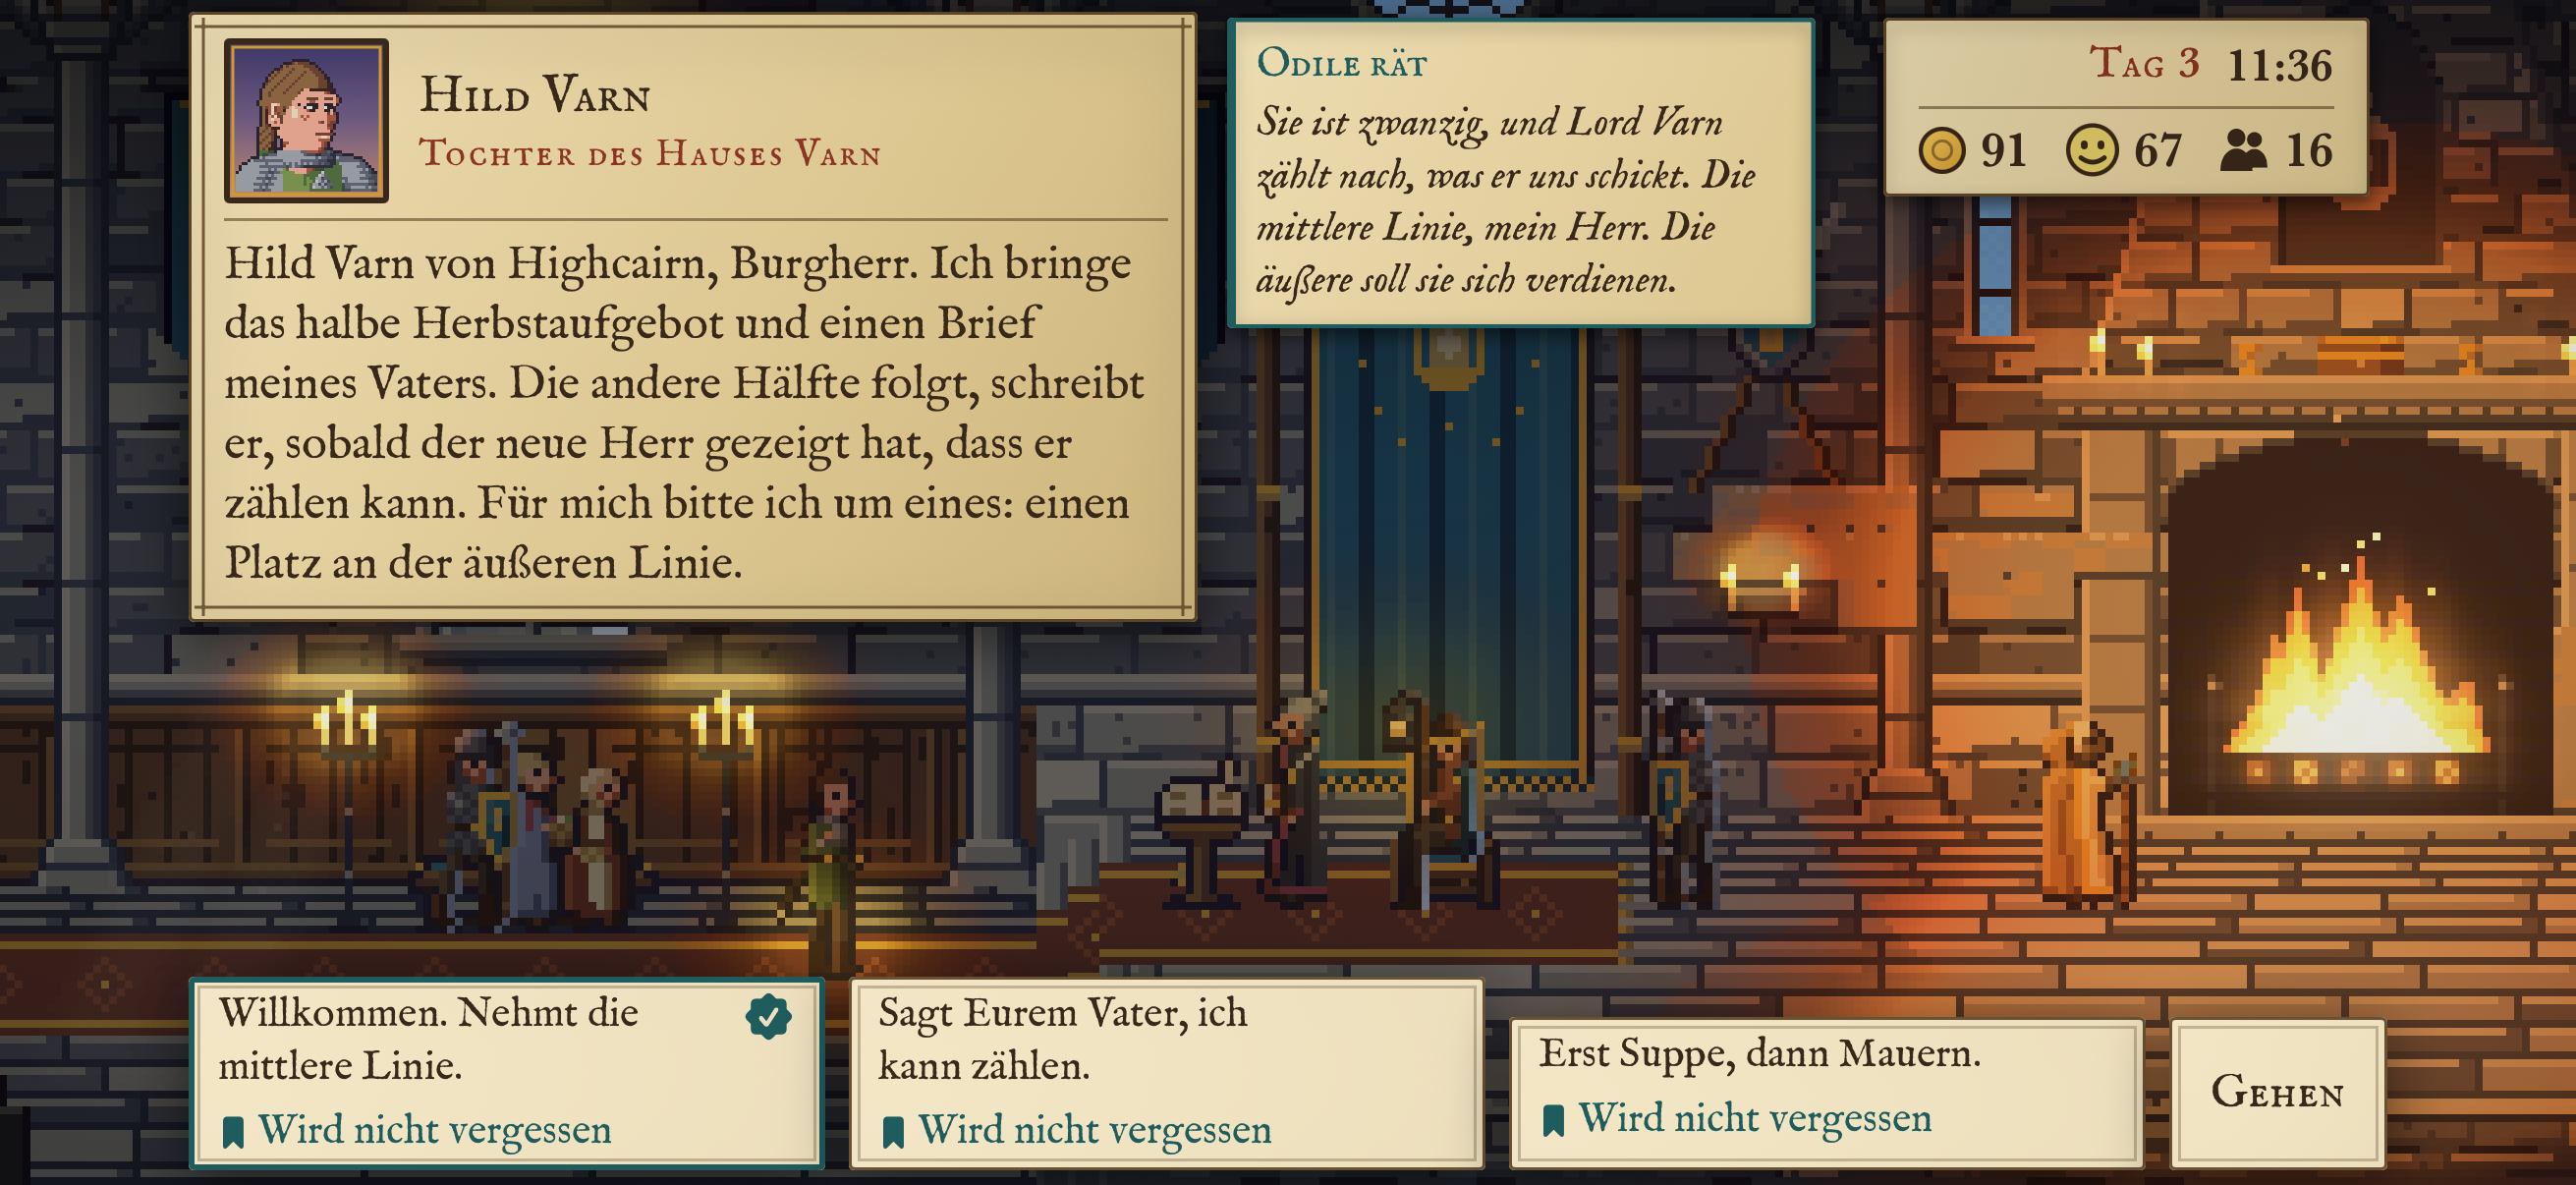 Hild Varn
Tochter des Hauses Varn
Hild Varn von Highcairn, Burgherr. Ich bringe
das halbe Herbstaufgebot und einen Brief
meines Vaters. Die andere Hälfte folgt, schreibt
er, sobald der neue Herr gezeigt hat, dass er
zählen kann. Für mich bitte ich um eines: einen
Platz an der äußeren Linie.
Odile rät
Sie ist zwanzig, und Lord Varn
zählt nach, was er uns schickt. Die
mittlere Linie, mein Herr. Die
äußere soll sie sich verdienen.
Tag 3 11:36
91 67 16
Willkommen. Nehmt die
mittlere Linie.
Wird nicht vergessen
Sagt Eurem Vater, ich
kann zählen.
Wird nicht vergessen
Erst Suppe, dann Mauern.
Wird nicht vergessen
Gehen